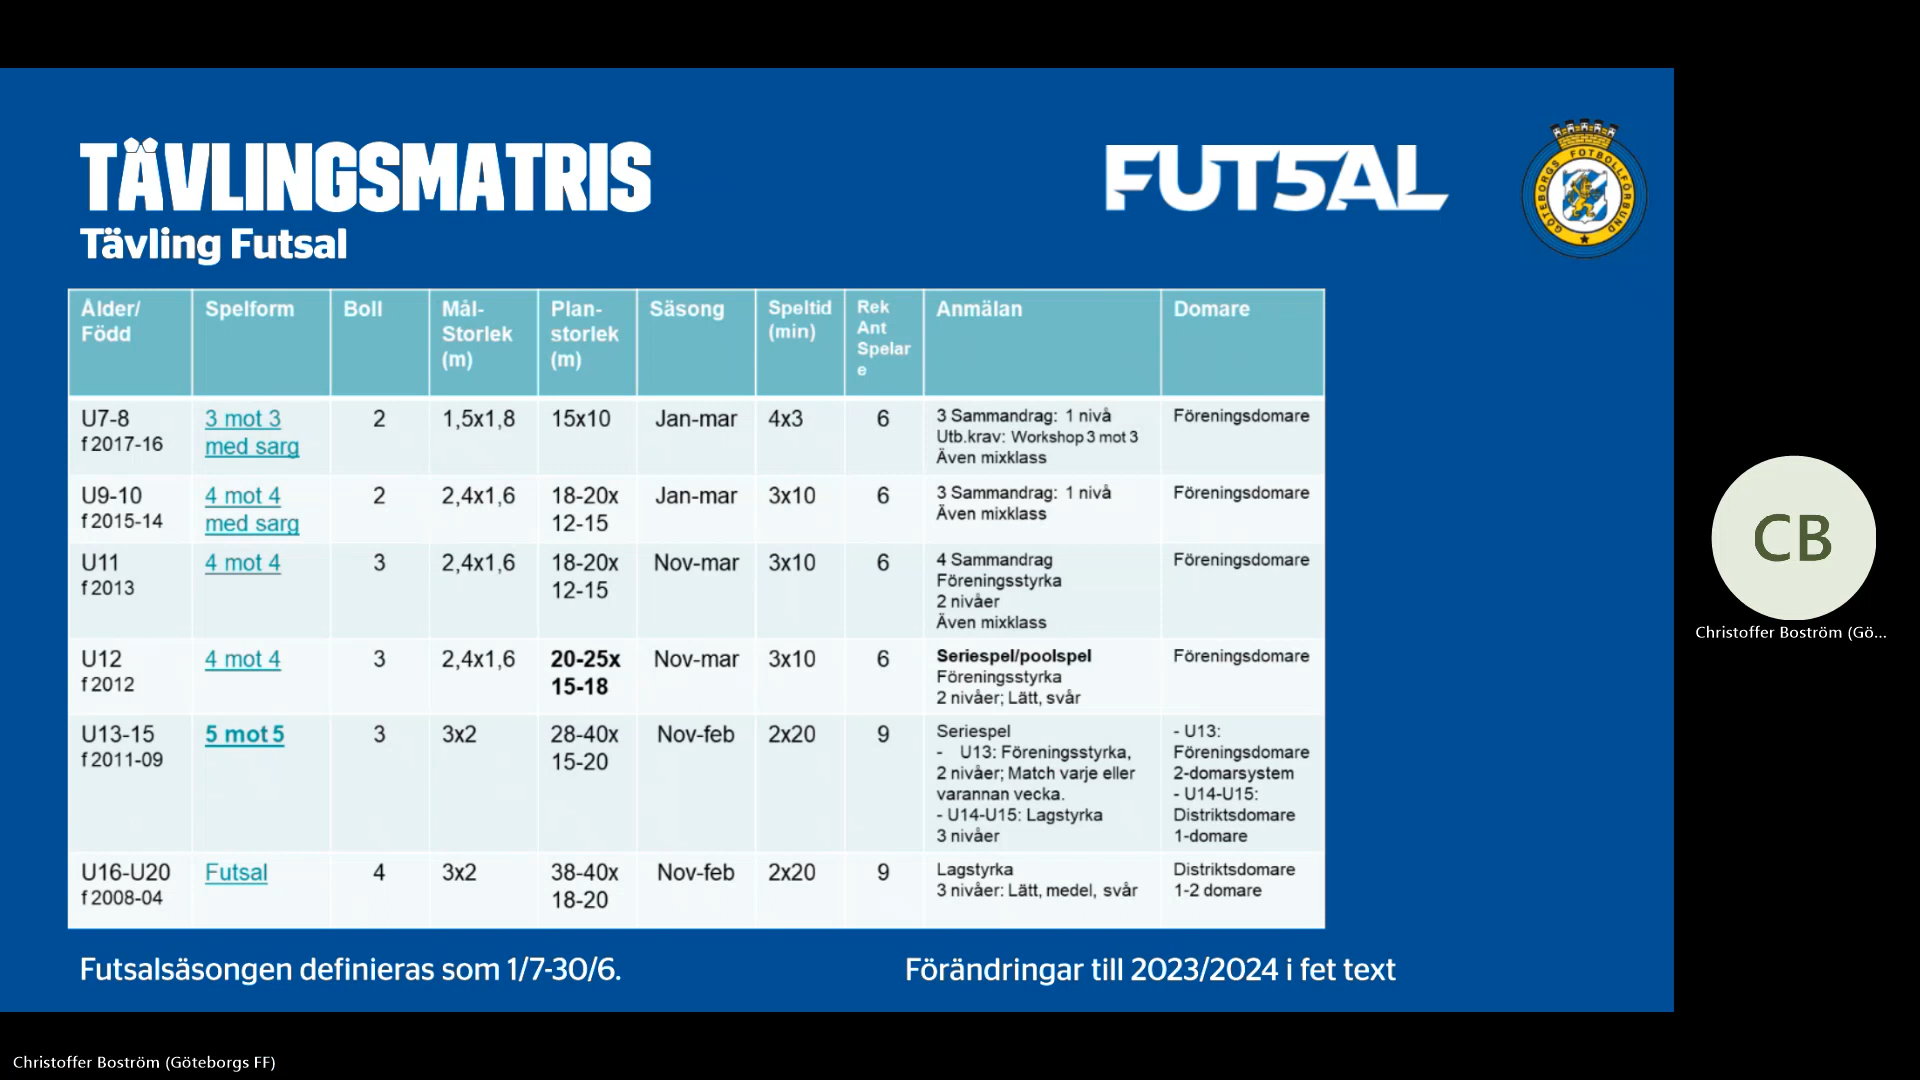 TÄVLINGSMATRIS
Tävling Futsal
FUT5AL
GÖTEBORGS FOTBOLLFÖRBUND
Ålder/
Född
Spelform
Boll
Mål-
Storlek
(m)
Plan-
storlek
(m)
Säsong
Speltid
(min)
Rek
Ant
Spelar
e
Anmälan
Domare
U7-8
f 2017-16
3 mot 3
med sarg
2
1,5x1,8
15x10
Jan-mar
4x3
6
3 Sammandrag: 1 nivå
Utb.krav: Workshop 3 mot 3
Även mixklass
Föreningsdomare
U9-10
f 2015-14
4 mot 4
med sarg
2
2,4x1,6
18-20x
12-15
Jan-mar
3x10
6
3 Sammandrag: 1 nivå
Även mixklass
Föreningsdomare
U11
f 2013
4 mot 4
3
2,4x1,6
18-20x
12-15
Nov-mar
3x10
6
4 Sammandrag
Föreningsstyrka
2 nivåer
Även mixklass
Föreningsdomare
U12
f 2012
4 mot 4
3
2,4x1,6
20-25x
15-18
Nov-mar
3x10
6
Seriespel/poolspel
Föreningsstyrka
2 nivåer; Lätt, svår
Föreningsdomare
U13-15
f 2011-09
5 mot 5
3
3x2
28-40x
15-20
Nov-feb
2x20
9
Seriespel
- U13: Föreningsstyrka,
2 nivåer; Match varje eller
varannan vecka.
- U14-U15: Lagstyrka
3 nivåer
- U13:
Föreningsdomare
2-domarsystem
- U14-U15:
Distriktsdomare
1-domare
U16-U20
f 2008-04
Futsal
4
3x2
38-40x
18-20
Nov-feb
2x20
9
Lagstyrka
3 nivåer: Lätt, medel, svår
Distriktsdomare
1-2 domare
Futsalsäsongen definieras som 1/7-30/6.
Förändringar till 2023/2024 i fet text
CB
Christoffer Boström (Gö...
Christoffer Boström (Göteborgs FF)